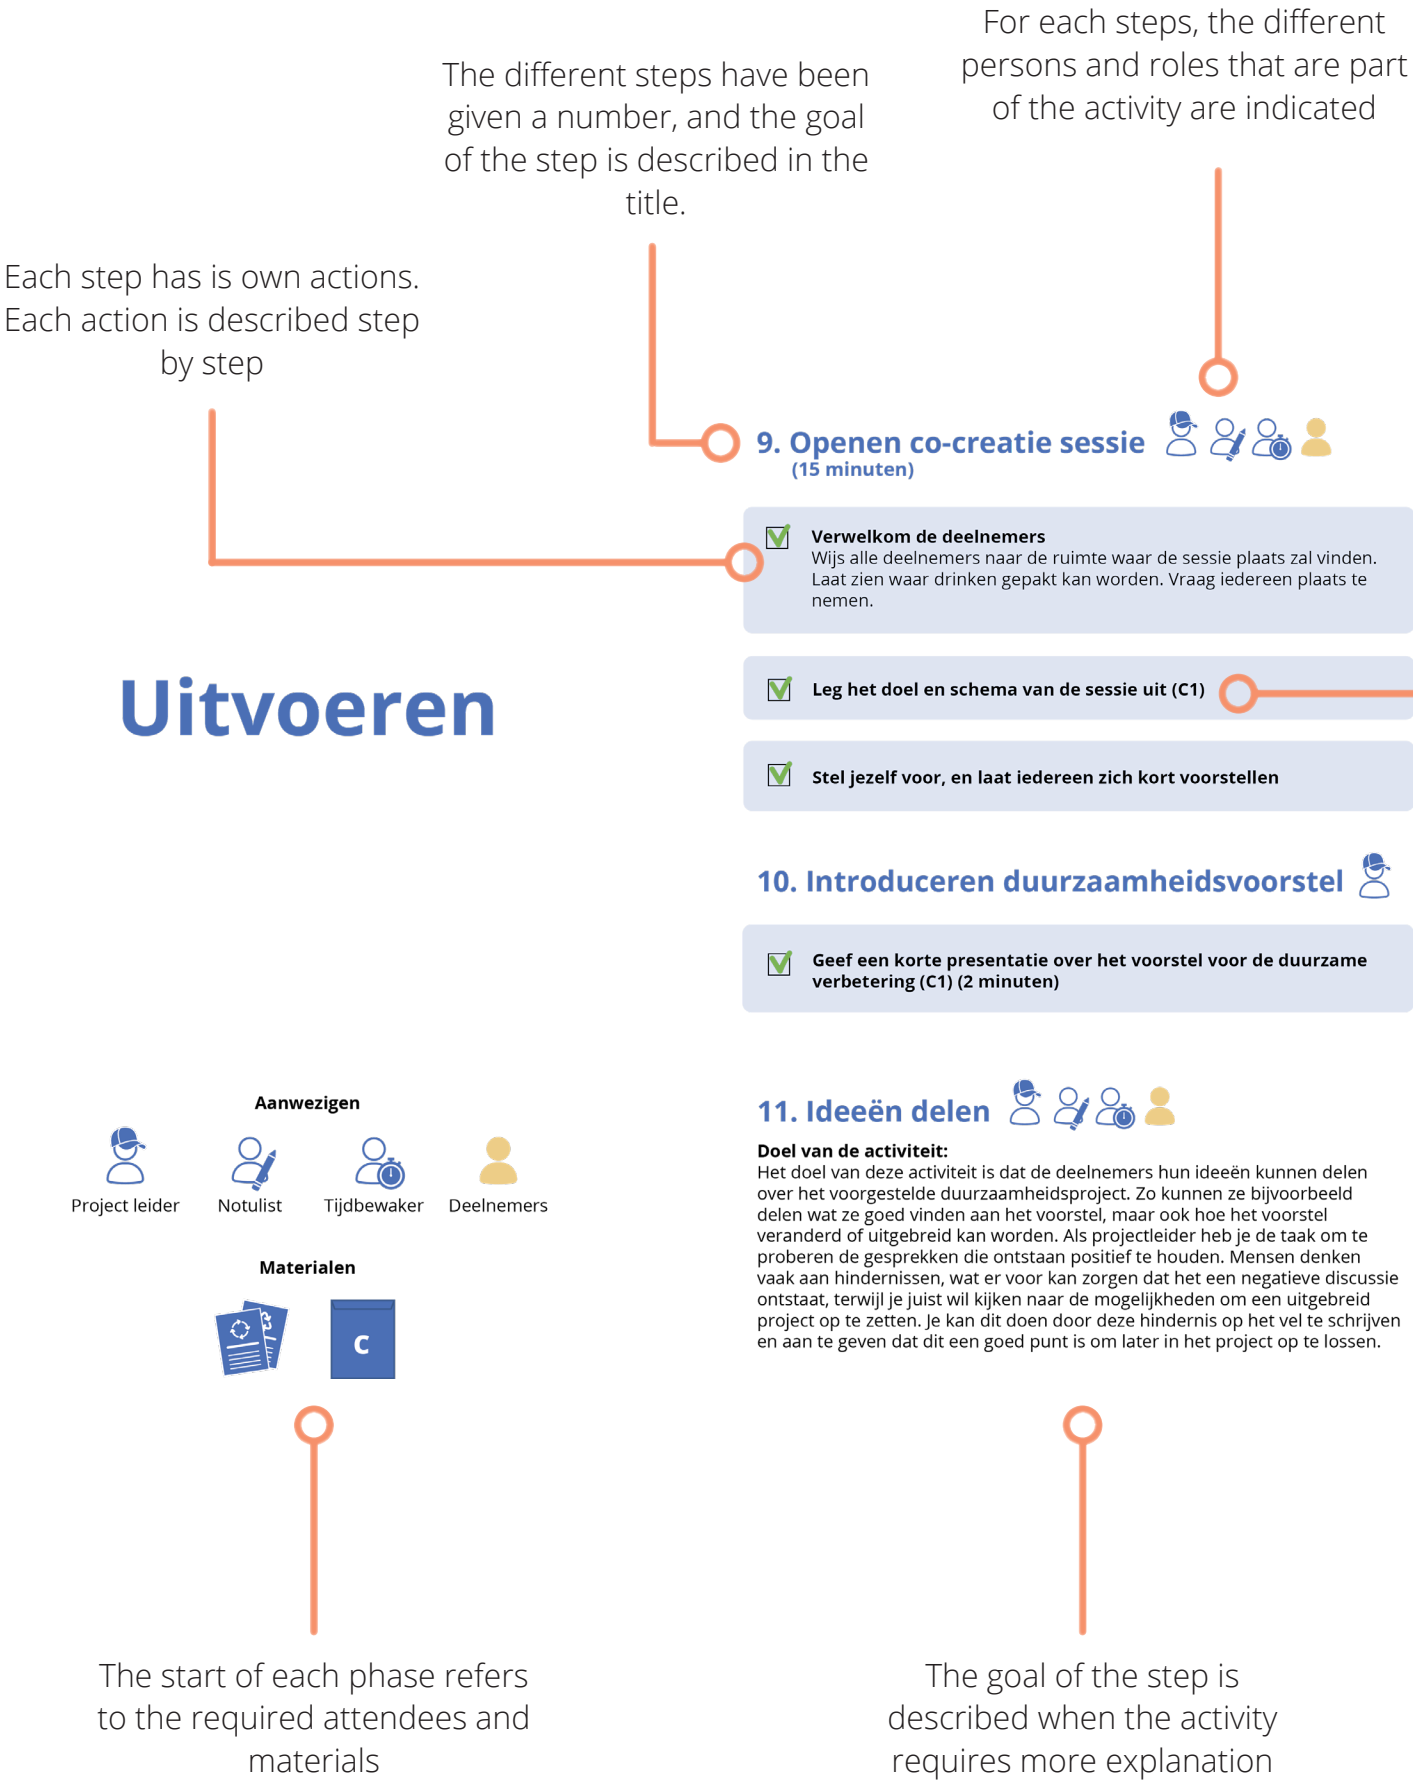 For each steps, the different
persons and roles that are part
of the activity are indicated
The different steps have been
given a number, and the goal
of the step is described in the
title.
Each step has is own actions.
Each action is described step
by step
9. Openen co-creatie sessie
(15 minuten)
Verwelkom de deelnemers
Wijs alle deelnemers naar de ruimte waar de sessie plaats zal vinden.
Laat zien waar drinken gepakt kan worden. Vraag iedereen plaats te
nemen.
Leg het doel en schema van de sessie uit (C1)
Stel jezelf voor, en laat iedereen zich kort voorstellen
Uitvoeren
10. Introduceren duurzaamheidsvoorstel
Geef een korte presentatie over het voorstel voor de duurzame
verbetering (C1) (2 minuten)
Aanwezigen
Project leider
Notulist
Tijdbewaker
Deelnemers
Materialen
C
11. Ideeën delen
Doel van de activiteit:
Het doel van deze activiteit is dat de deelnemers hun ideeën kunnen delen
over het voorgestelde duurzaamheidsproject. Zo kunnen ze bijvoorbeeld
delen wat ze goed vinden aan het voorstel, maar ook hoe het voorstel
veranderd of uitgebreid kan worden. Als projectleider heb je de taak om te
proberen de gesprekken die ontstaan positief te houden. Mensen denken
vaak aan hindernissen, wat er voor kan zorgen dat het een negatieve discussie
ontstaat, terwijl je juist wil kijken naar de mogelijkheden om een uitgebreid
project op te zetten. Je kan dit doen door deze hindernis op het vel te schrijven
en aan te geven dat dit een goed punt is om later in het project op te lossen.
The start of each phase refers
to the required attendees and
materials
The goal of the step is
described when the activity
requires more explanation